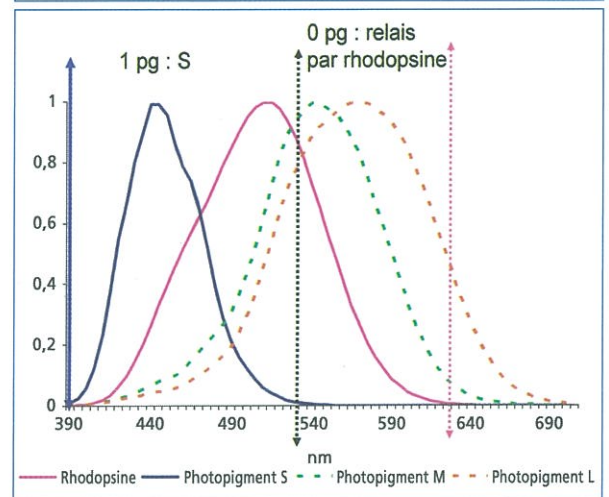 0 pg : relais
par rhodopsine
1 pg : S
1
0,8
0,6
0,4
0,2
0
390 440 490 540 590 640 690
nm
Rhodopsine Photopigment S Photopigment M Photopigment L